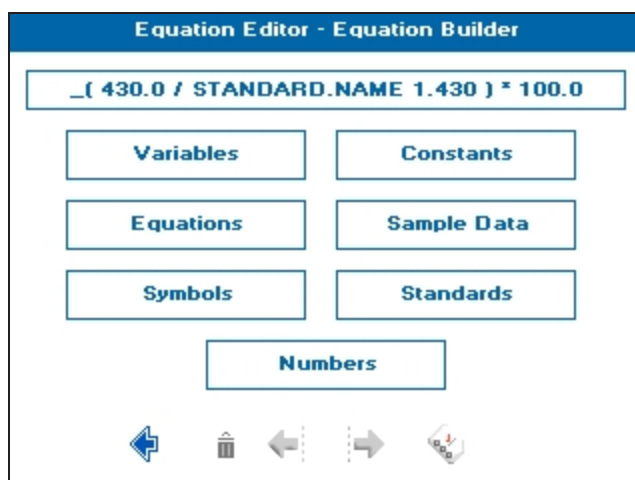 Equation Editor - Equation Builder
_( 430.0 / STANDARD.NAME 1.430 ) * 100.0
Variables Constants
Equations Sample Data
Symbols Standards
Numbers